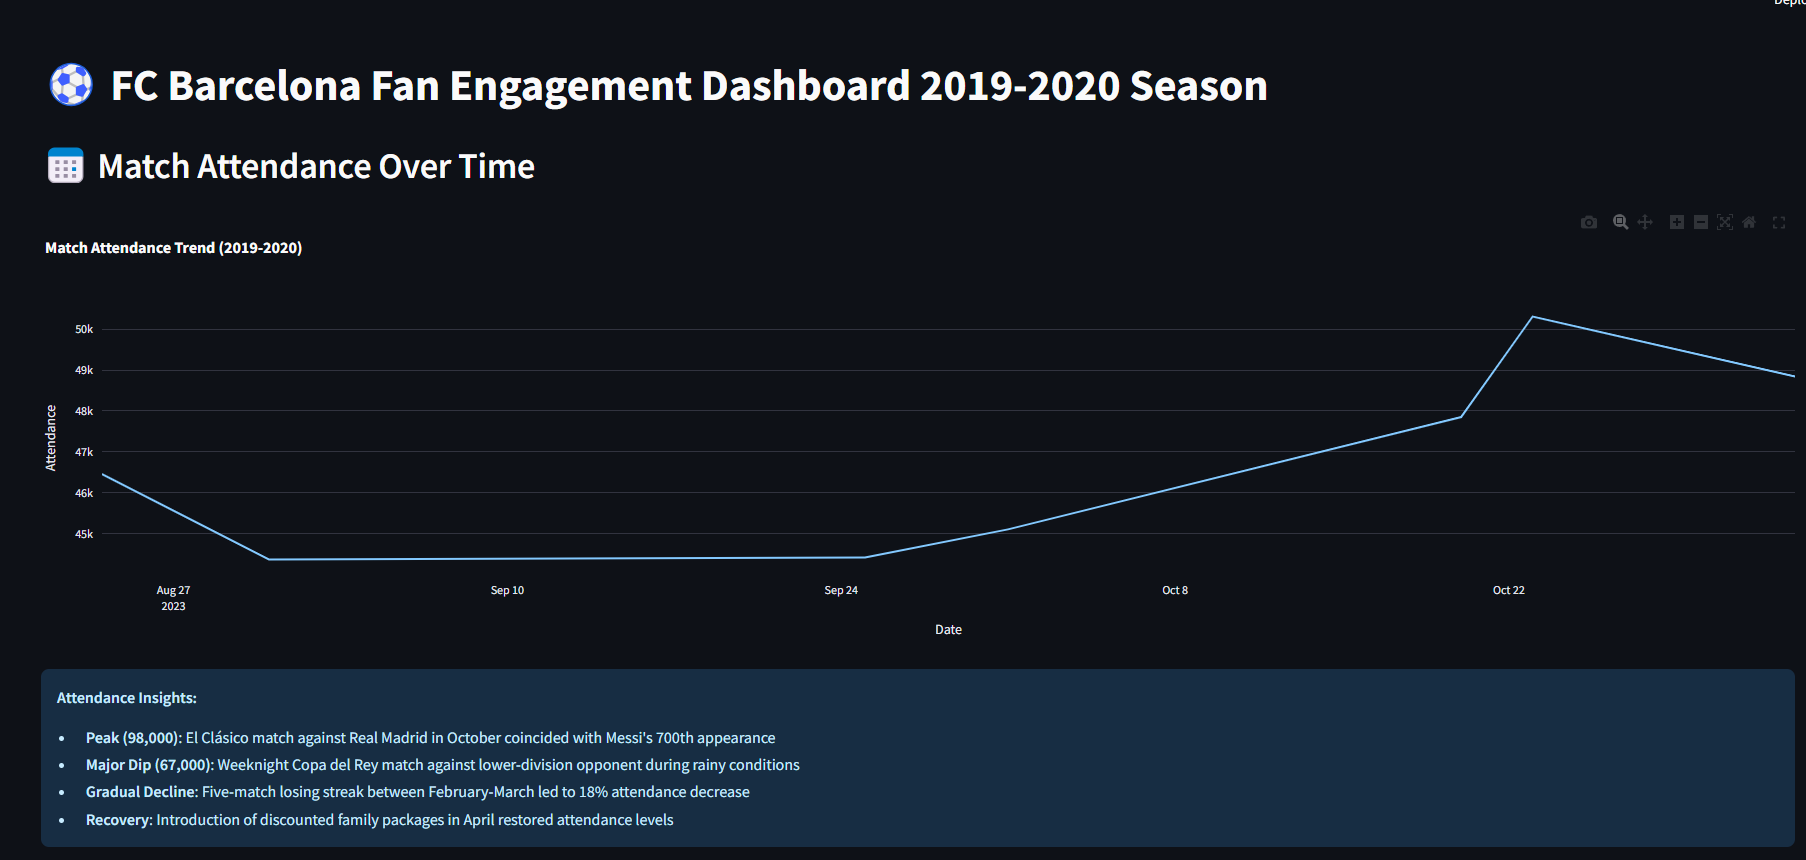 FC Barcelona Fan Engagement Dashboard 2019-2020 Season
Match Attendance Over Time
Match Attendance Trend (2019-2020)
50k
49k
48k
47k
46k
45k
Attendance
Aug 27
2023
Sep 10
Sep 24
Oct 8
Oct 22
Date
Attendance Insights:
• Peak (98,000): El Clásico match against Real Madrid in October coincided with Messi's 700th appearance
• Major Dip (67,000): Weeknight Copa del Rey match against lower-division opponent during rainy conditions
• Gradual Decline: Five-match losing streak between February-March led to 18% attendance decrease
• Recovery: Introduction of discounted family packages in April restored attendance levels